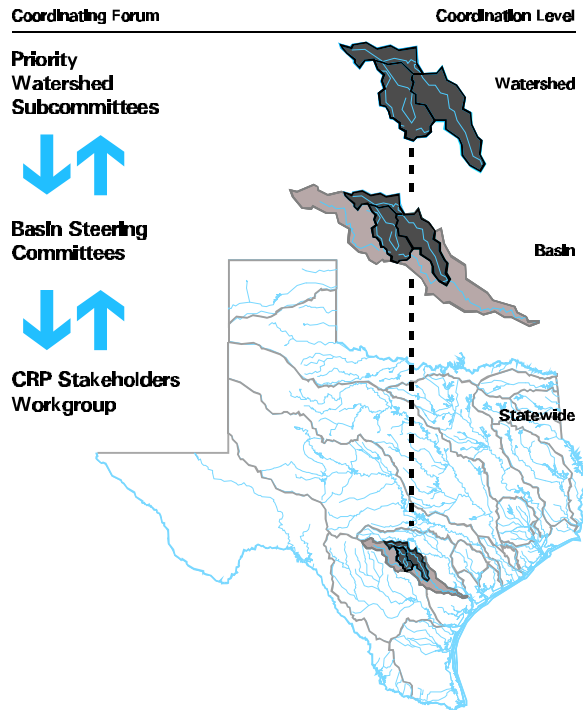 Coordinating Forum
Coordination Level
Priority
Watershed
Subcommittees
Watershed
Basin Steering
Committees
Basin
CRP Stakeholders
Workgroup
Statewide